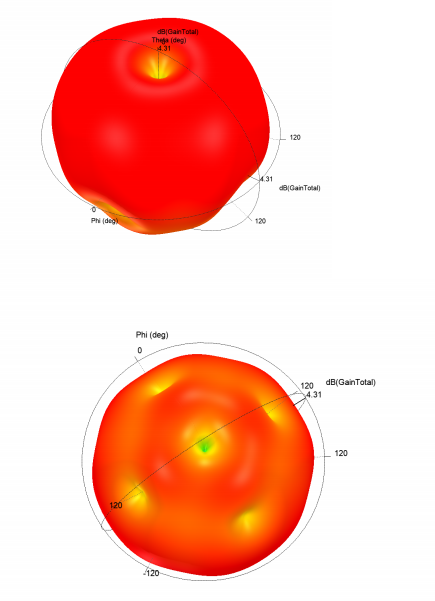 dB(GainTotal)
Theta (deg)
4.31
120
4.31
dB(GainTotal)
0
Phi (deg)
120
Phi (deg)
0
dB(GainTotal)
120
4.31
120
120
-120